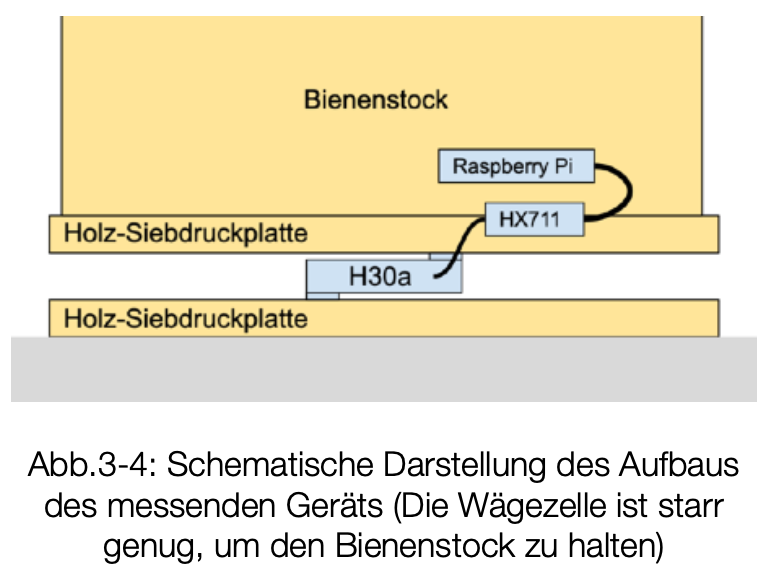 Bienenstock
Raspberry Pi
HX711
Holz-Siebdruckplatte
H30a
Holz-Siebdruckplatte
Abb.3-4: Schematische Darstellung des Aufbaus
des messenden Geräts (Die Wägezelle ist starr
genug, um den Bienenstock zu halten)